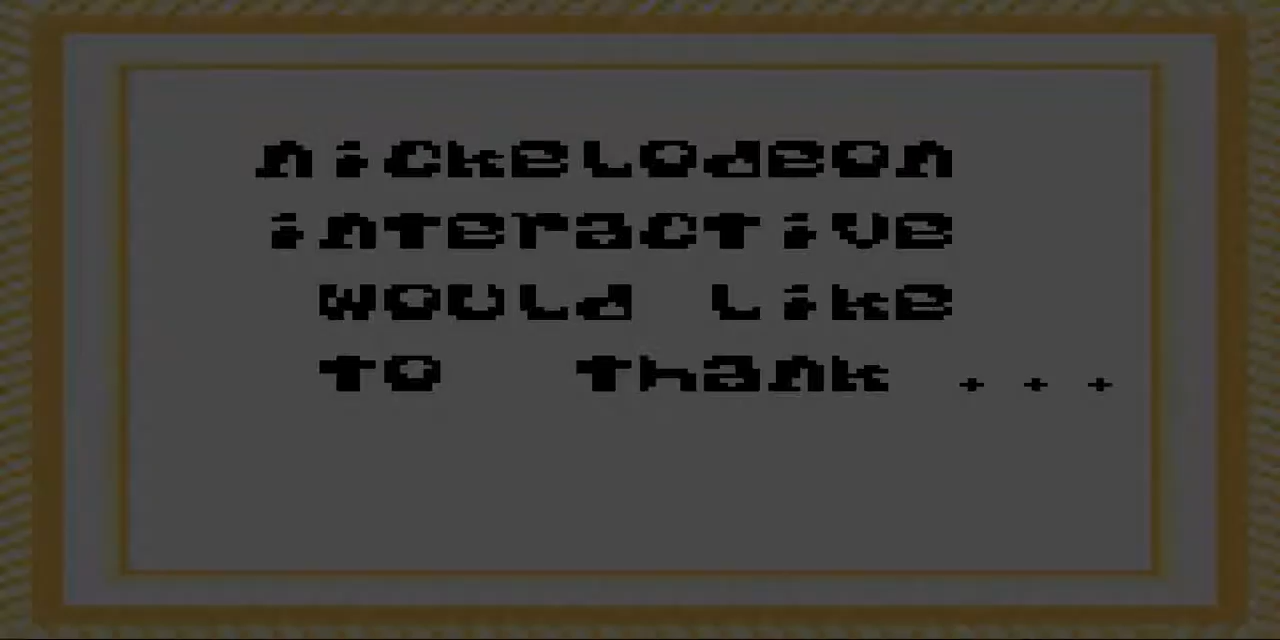 nickelodeon
interactive
would like
to thank ...